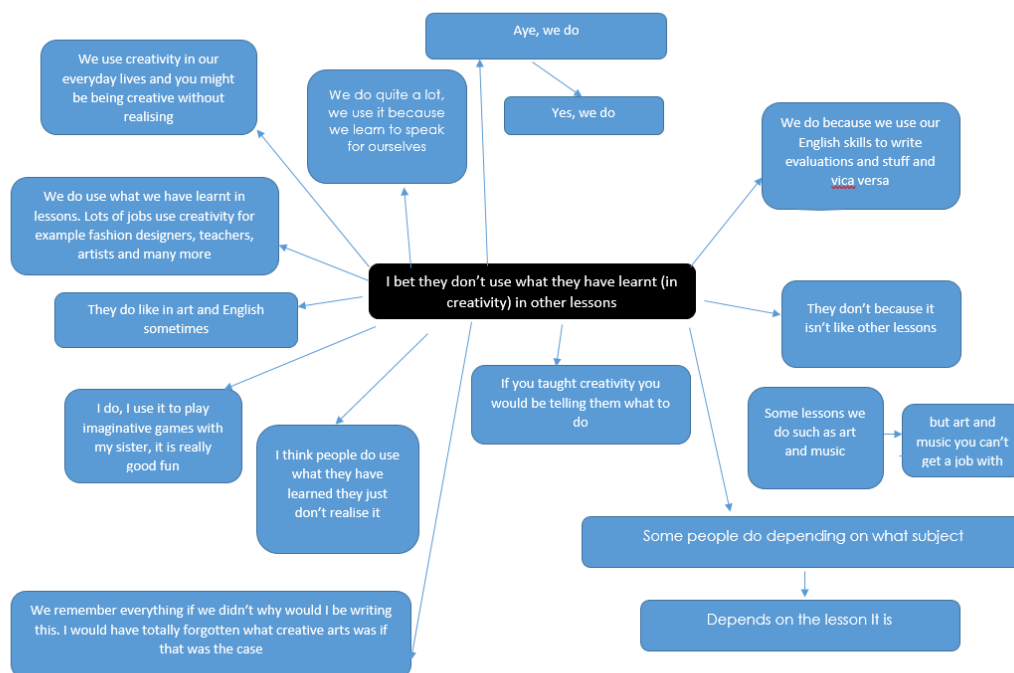 Aye, we do
We use creativity in our
everyday lives and you might
be being creative without
realising
We do quite a lot,
we use it because
we learn to speak
for ourselves
Yes, we do
We do because we use our
English skills to write
evaluations and stuff and
vica versa
We do use what we have learnt in
lessons. Lots of jobs use creativity for
example fashion designers, teachers,
artists and many more
I bet they don't use what they have learnt (in
creativity) in other lessons
They do like in art and English
sometimes
They don't because it
isn't like other lessons
If you taught creativity you
would be telling them what to
do
I do, I use it to play
imaginative games with
my sister, it is really
good fun
Some lessons we
do such as art
and music
but art and
music you can't
get a job with
I think people do use
what they have
learned they just
don't realise it
Some people do depending on what subject
We remember everything if we didn't why would I be writing
this. I would have totally forgotten what creative arts was if
that was the case
Depends on the lesson It is